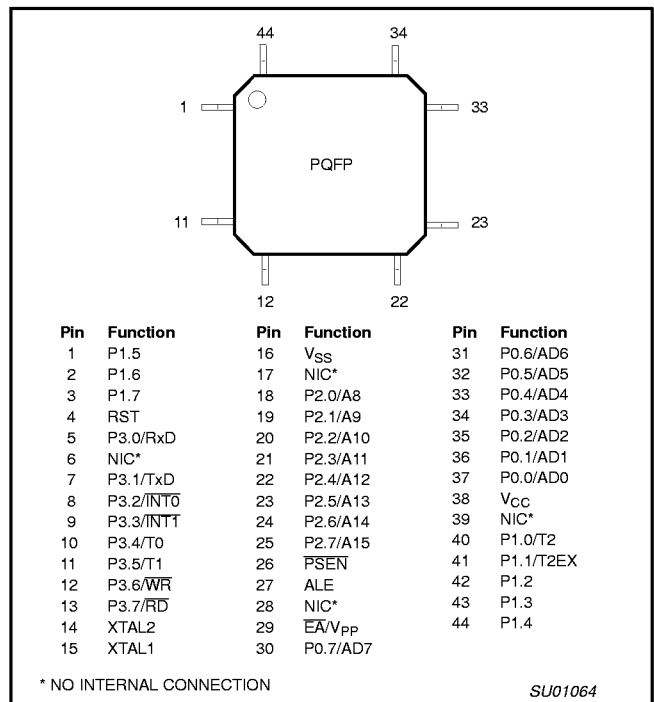 44 34
1 33
PQFP
11 23
12 22
Pin Function Pin Function Pin Function
1 P1.5 16 VSS 31 P0.6/AD6
2 P1.6 17 NIC* 32 P0.5/AD5
3 P1.7 18 P2.0/A8 33 P0.4/AD4
4 RST 19 P2.1/A9 34 P0.3/AD3
5 P3.0/RxD 20 P2.2/A10 35 P0.2/AD2
6 NIC* 21 P2.3/A11 36 P0.1/AD1
7 P3.1/TxD 22 P2.4/A12 37 P0.0/AD0
8 P3.2/INT0 23 P2.5/A13 38 VCC
9 P3.3/INT1 24 P2.6/A14 39 NIC*
10 P3.4/T0 25 P2.7/A15 40 P1.0/T2
11 P3.5/T1 26 PSEN 41 P1.1/T2EX
12 P3.6/WR 27 ALE 42 P1.2
13 P3.7/RD 28 NIC* 43 P1.3
14 XTAL2 29 EA/VPP 44 P1.4
15 XTAL1 30 P0.7/AD7
* NO INTERNAL CONNECTION
SU01064